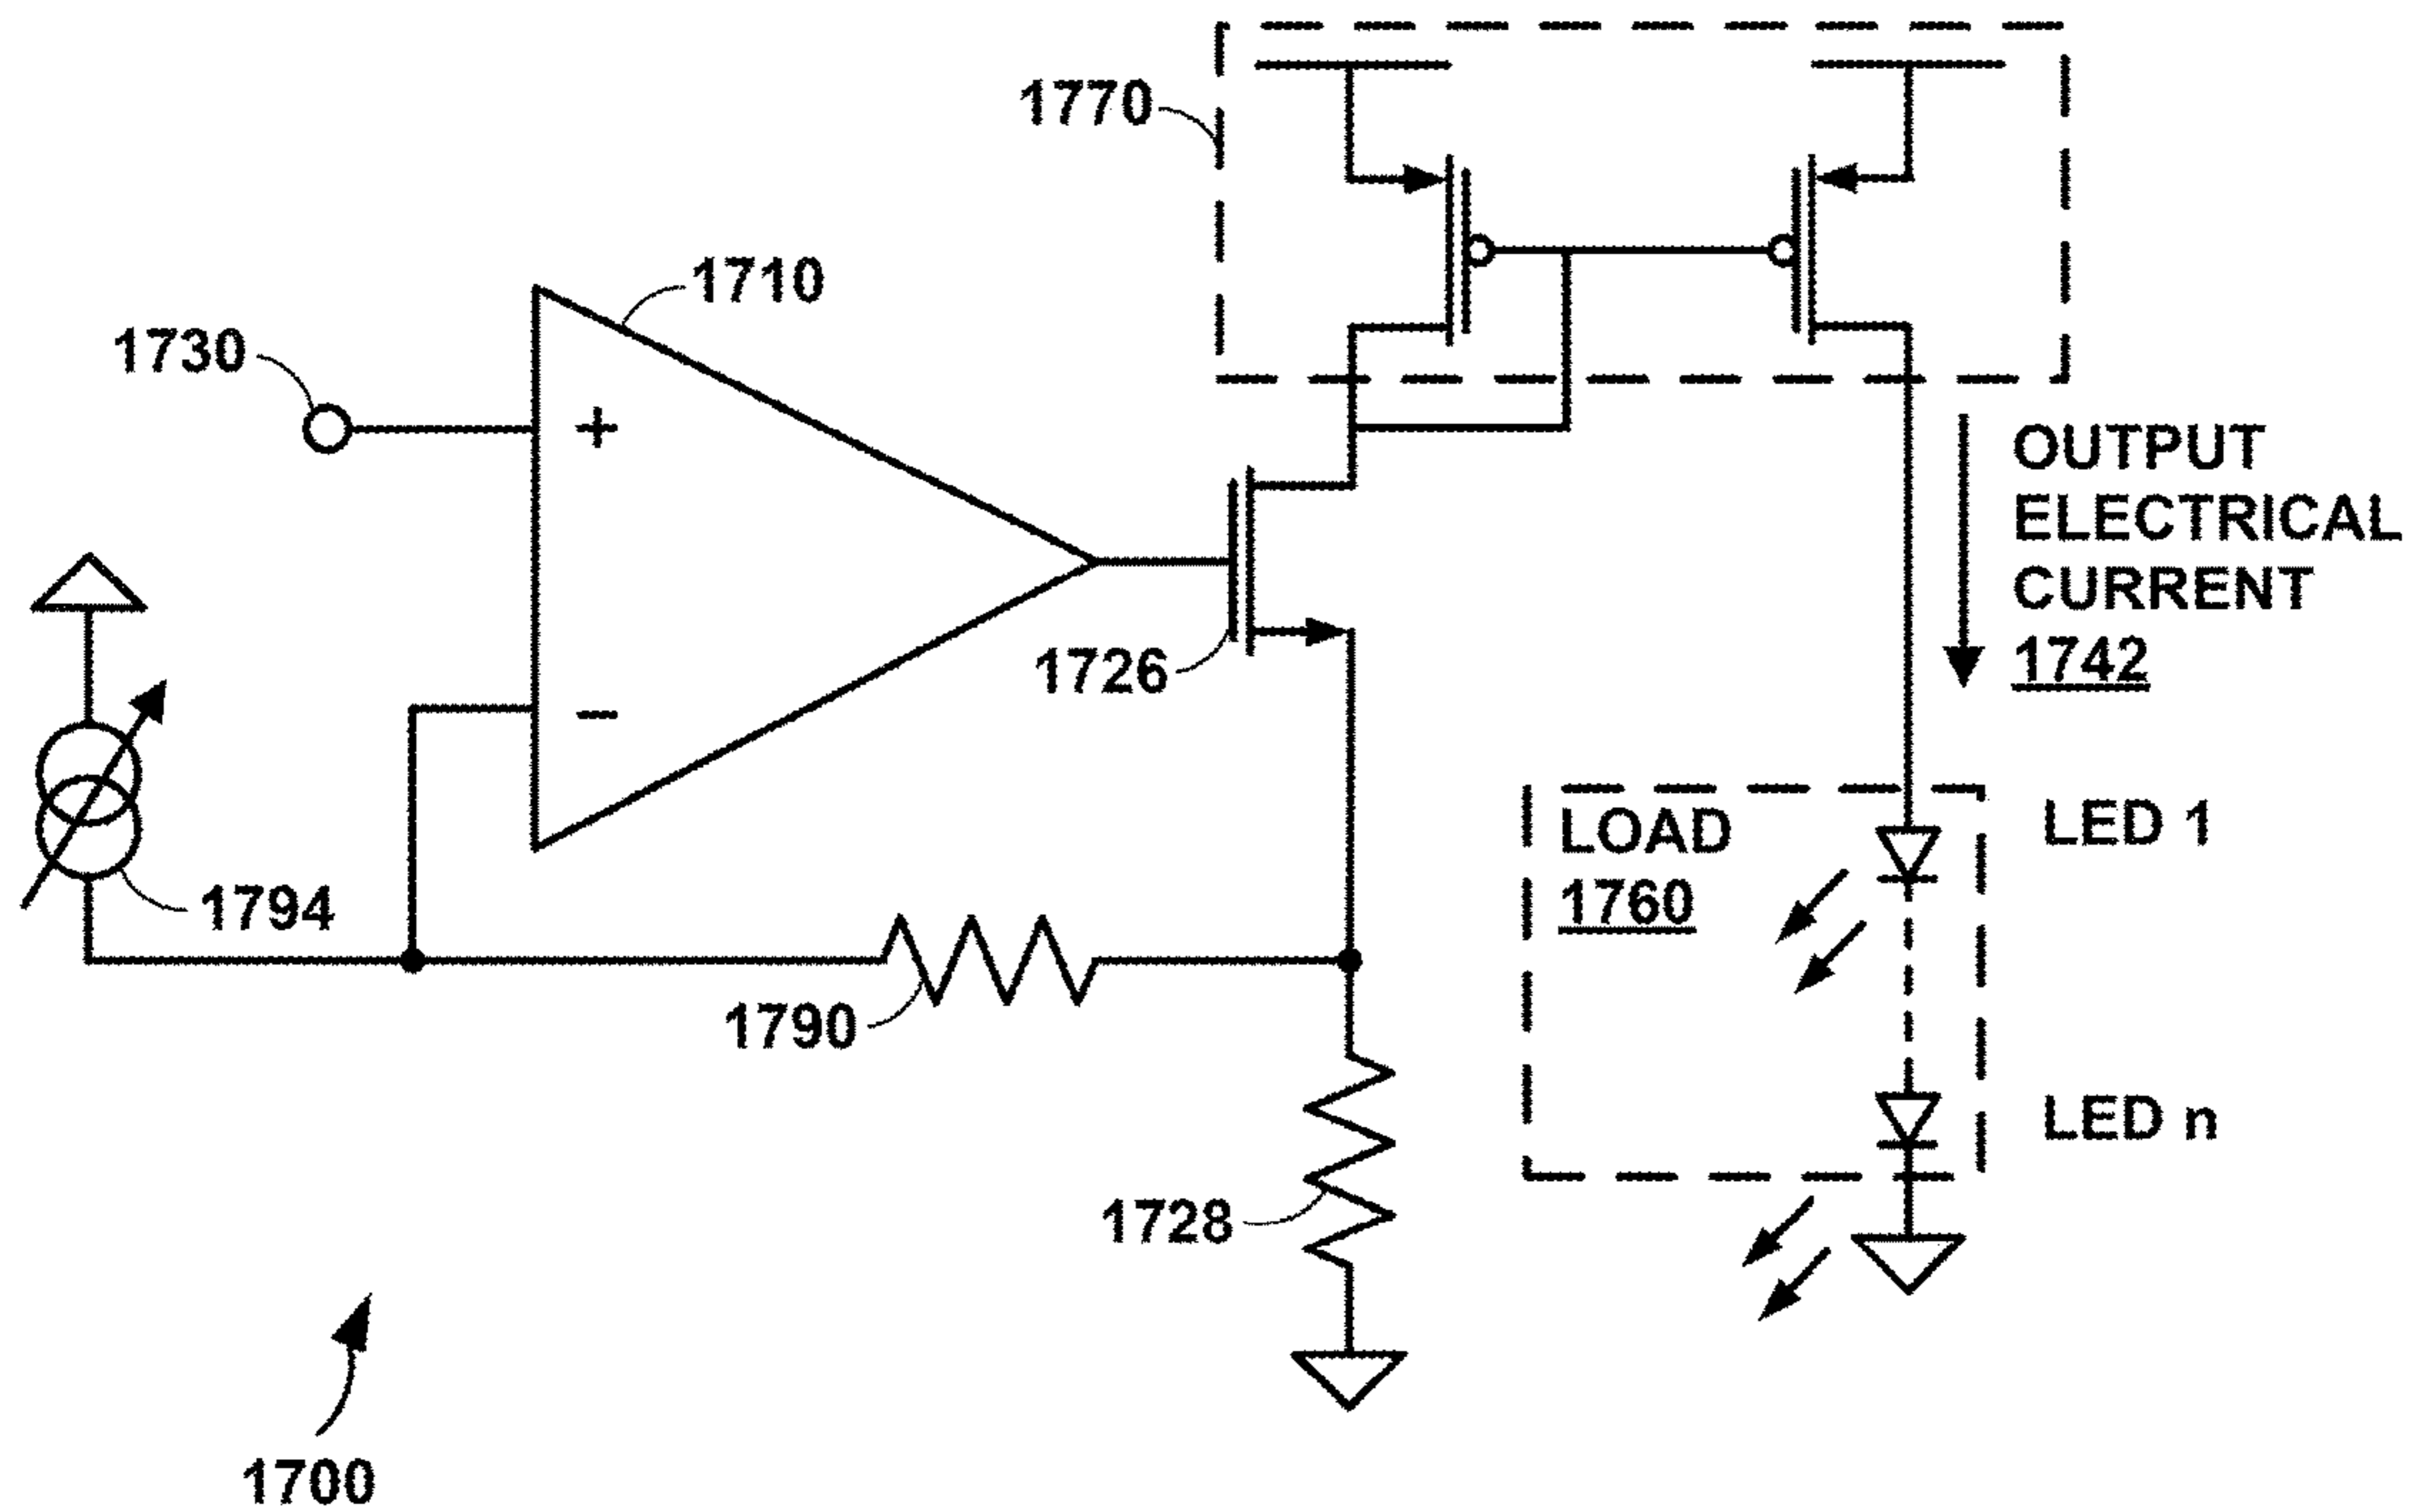 1770
1710
1730
+
OUTPUT
ELECTRICAL
CURRENT
1742
1726
−
LOAD
1760
LED 1
1794
1790
LED n
1728
1700